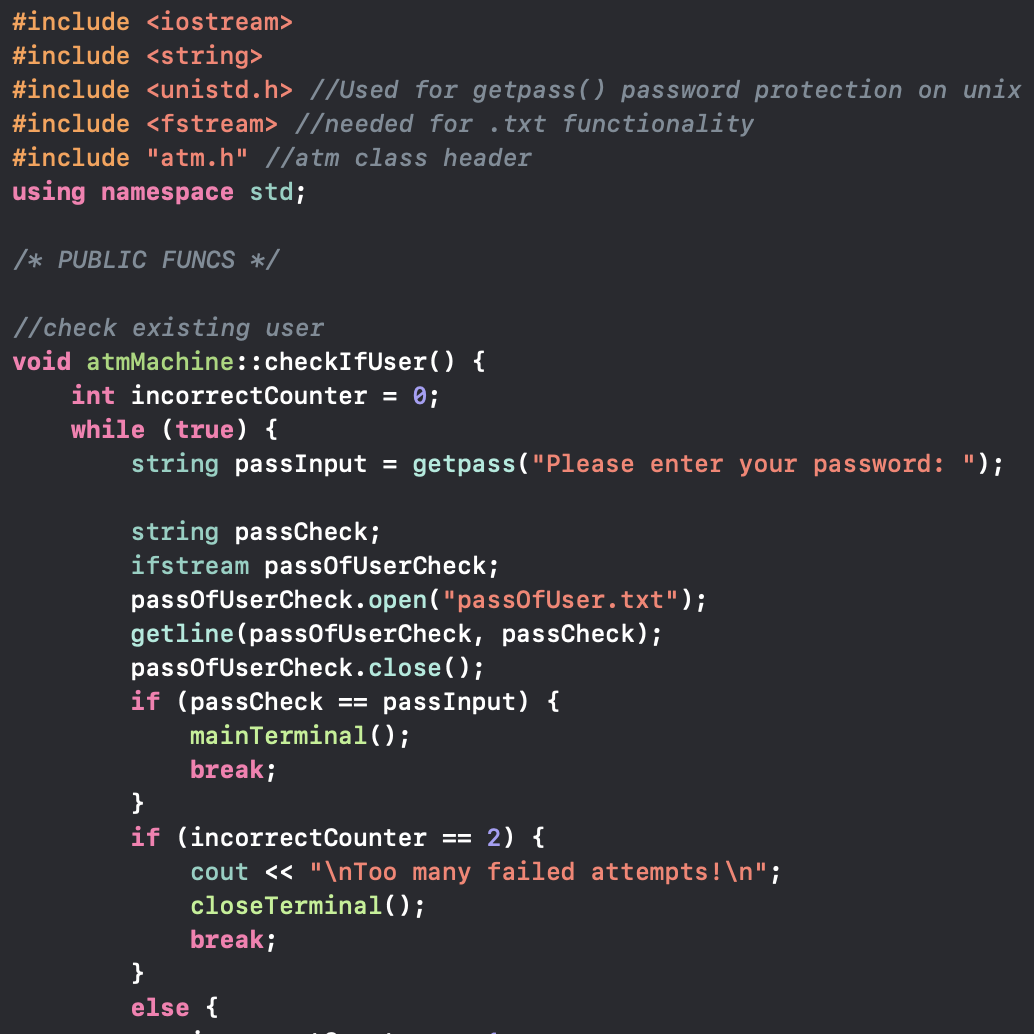 #include <iostream>
#include <string>
#include <unistd.h> //Used for getpass() password protection on unix
#include <fstream> //needed for .txt functionality
#include "atm.h" //atm class header
using namespace std;

/* PUBLIC FUNCS */

//check existing user
void atmMachine::checkIfUser() {
    int incorrectCounter = 0;
    while (true) {
        string passInput = getpass("Please enter your password: ");

        string passCheck;
        ifstream passOfUserCheck;
        passOfUserCheck.open("passOfUser.txt");
        getline(passOfUserCheck, passCheck);
        passOfUserCheck.close();
        if (passCheck == passInput) {
            mainTerminal();
            break;
        }
        if (incorrectCounter == 2) {
            cout << "\nToo many failed attempts!\n";
            closeTerminal();
            break;
        }
        else {